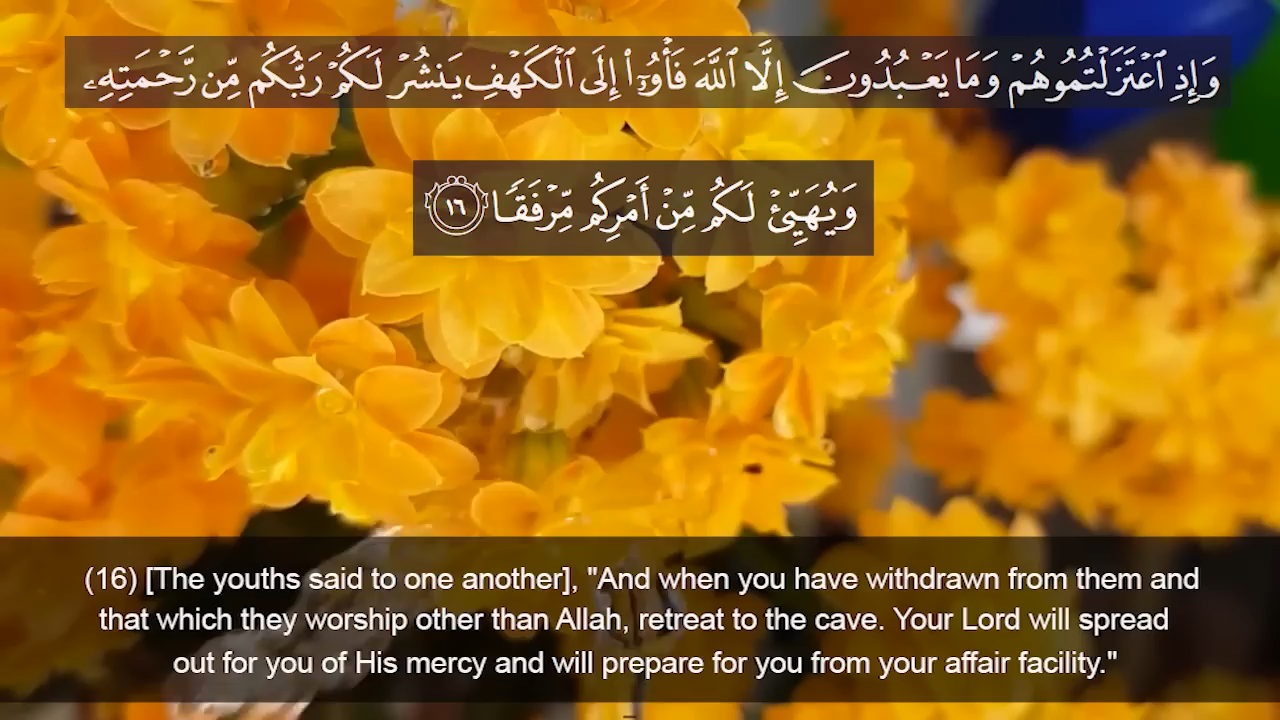 وَإِذِ ٱعْتَزَلْتُمُوهُمْ وَمَا يَعْبُدُونَ إِلَّا ٱللَّهَ فَأْوُۥٓا۟ إِلَى ٱلْكَهْفِ يَنشُرْ لَكُمْ رَبُّكُم مِّن رَّحْمَتِهِۦ
وَيُهَيِّئْ لَكُم مِّنْ أَمْرِكُم مِّرْفَقًا ١٦
(16) [The youths said to one another], "And when you have withdrawn from them and
that which they worship other than Allah, retreat to the cave. Your Lord will spread
out for you of His mercy and will prepare for you from your affair facility."